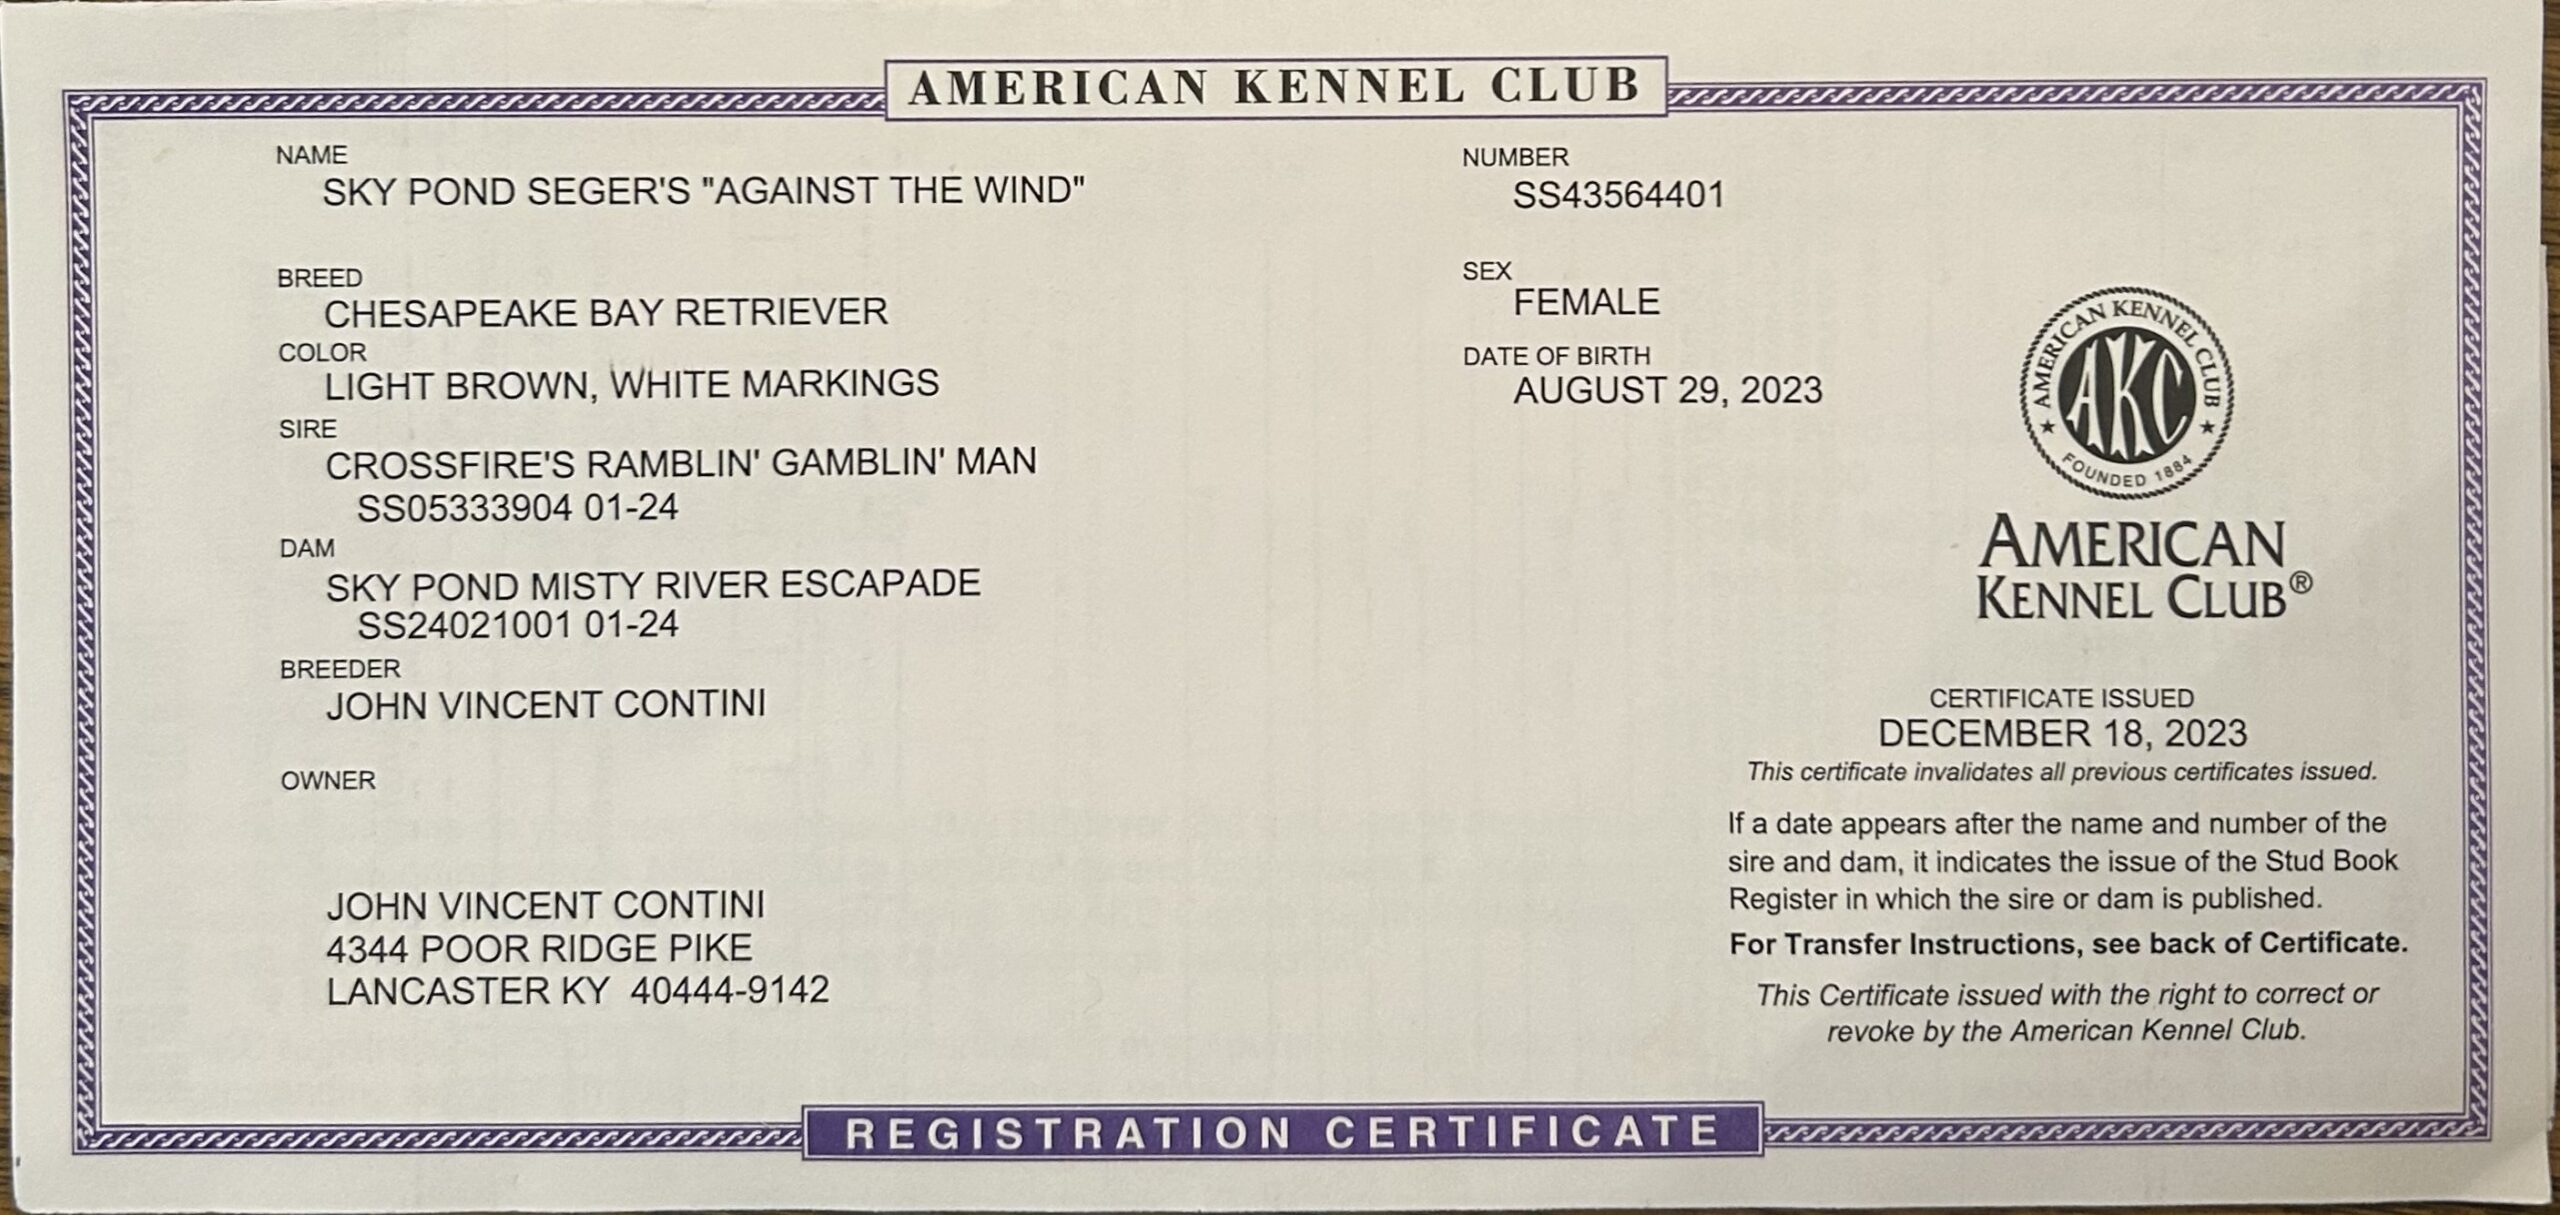 AMERICAN KENNEL CLUB
NAME
SKY POND SEGER'S "AGAINST THE WIND"
NUMBER
SS43564401
BREED
CHESAPEAKE BAY RETRIEVER
SEX
FEMALE
COLOR
LIGHT BROWN, WHITE MARKINGS
DATE OF BIRTH
AUGUST 29, 2023
SIRE
CROSSFIRE'S RAMBLIN' GAMBLIN' MAN
SS05333904 01-24
DAM
SKY POND MISTY RIVER ESCAPADE
SS24021001 01-24
BREEDER
JOHN VINCENT CONTINI
OWNER
JOHN VINCENT CONTINI
4344 POOR RIDGE PIKE
LANCASTER KY 40444-9142
AMERICAN KENNEL CLUB
AKC
FOUNDED 1884
AMERICAN
KENNEL CLUB®
CERTIFICATE ISSUED
DECEMBER 18, 2023
This certificate invalidates all previous certificates issued.
If a date appears after the name and number of the
sire and dam, it indicates the issue of the Stud Book
Register in which the sire or dam is published.
For Transfer Instructions, see back of Certificate.
This Certificate issued with the right to correct or
revoke by the American Kennel Club.
REGISTRATION CERTIFICATE